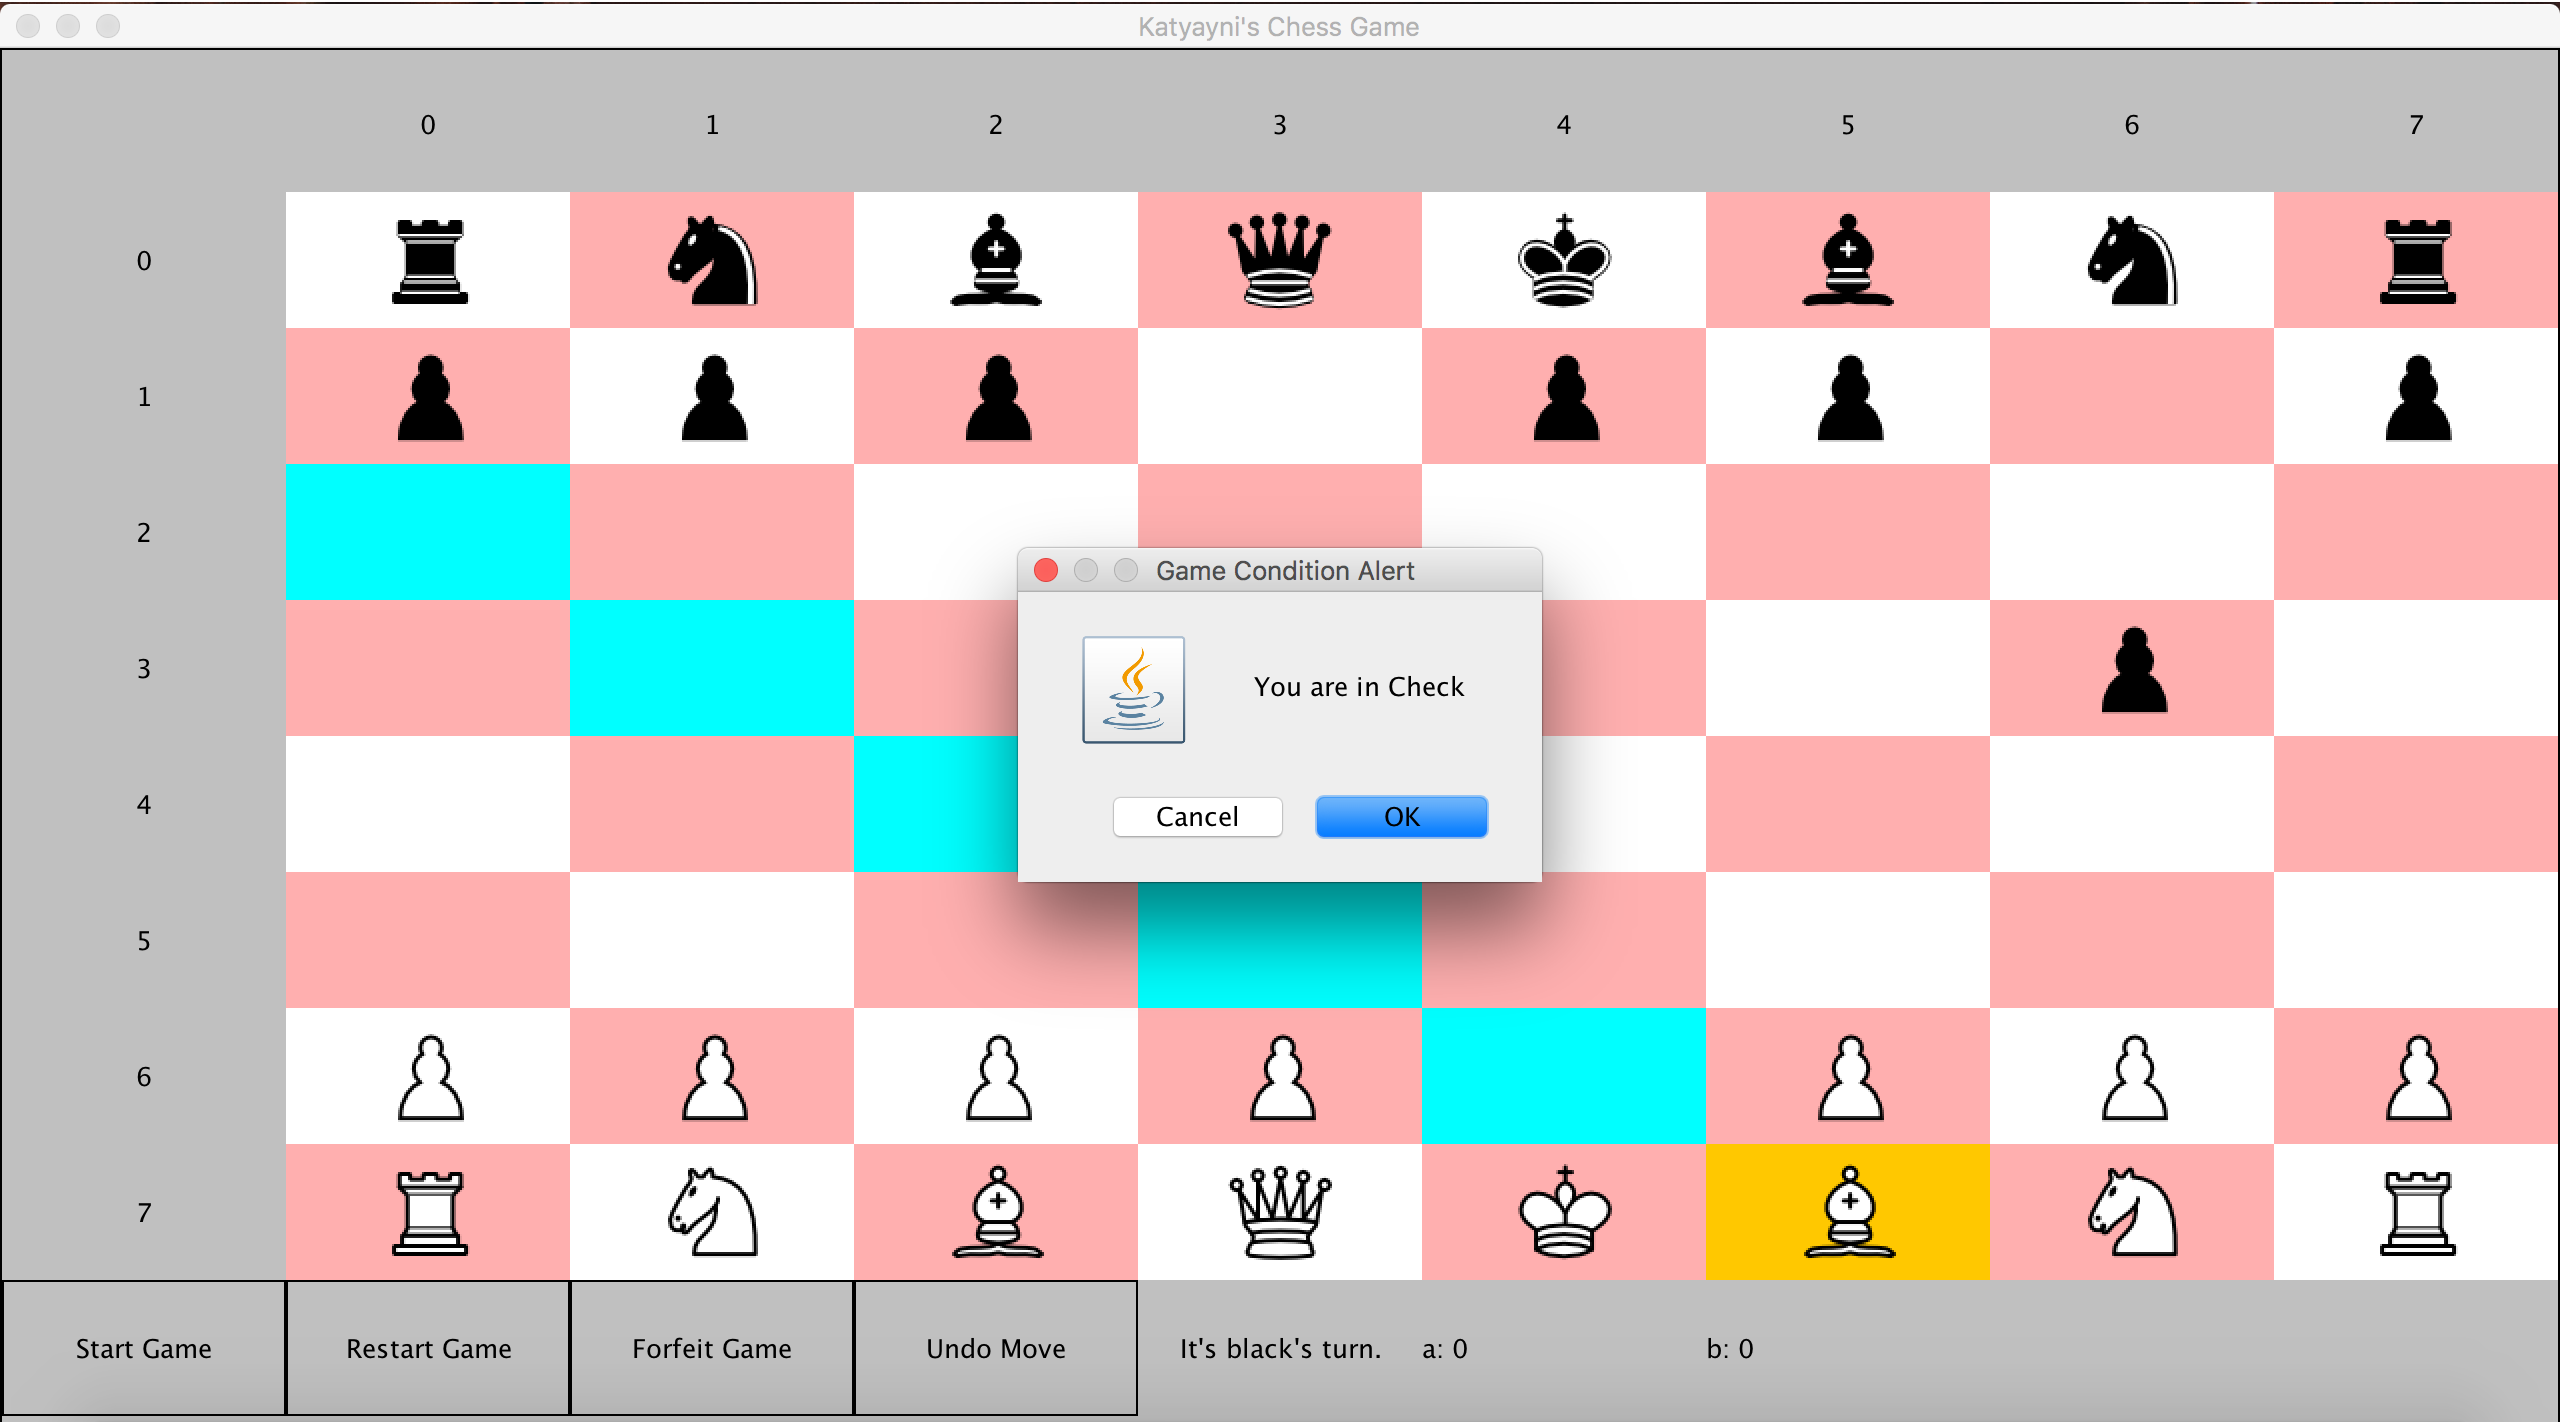 Katyayni's Chess Game
0 1 2 3 4 5 6 7
0
1
2
Game Condition Alert
3
You are in Check
4
Cancel OK
5
6
7
Start Game Restart Game Forfeit Game Undo Move It's black's turn. a: 0 b: 0